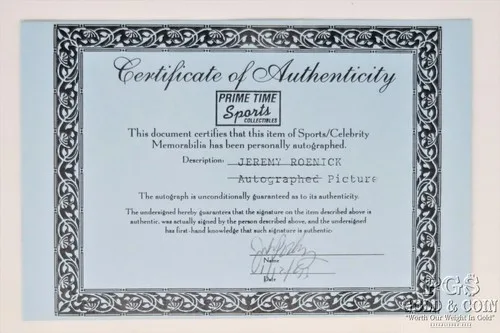 Certificate of Authenticity
PRIME TIME
Sports
COLLECTIBLES
This document certifies that this item of Sports/Celebrity
Memorabilia has been personally autographed.
Description: JEREMY ROENICK
Autographed Picture
The autograph is unconditionally guaranteed as to its authenticity.
The undersigned hereby guarantees that the signature on the item described above is
authentic, was actually signed by the person described above, and the undersigned
has first-hand knowledge that such signature is authentic:
Name
Date
PGS
GOLD & COIN
"Worth Our Weight in Gold"